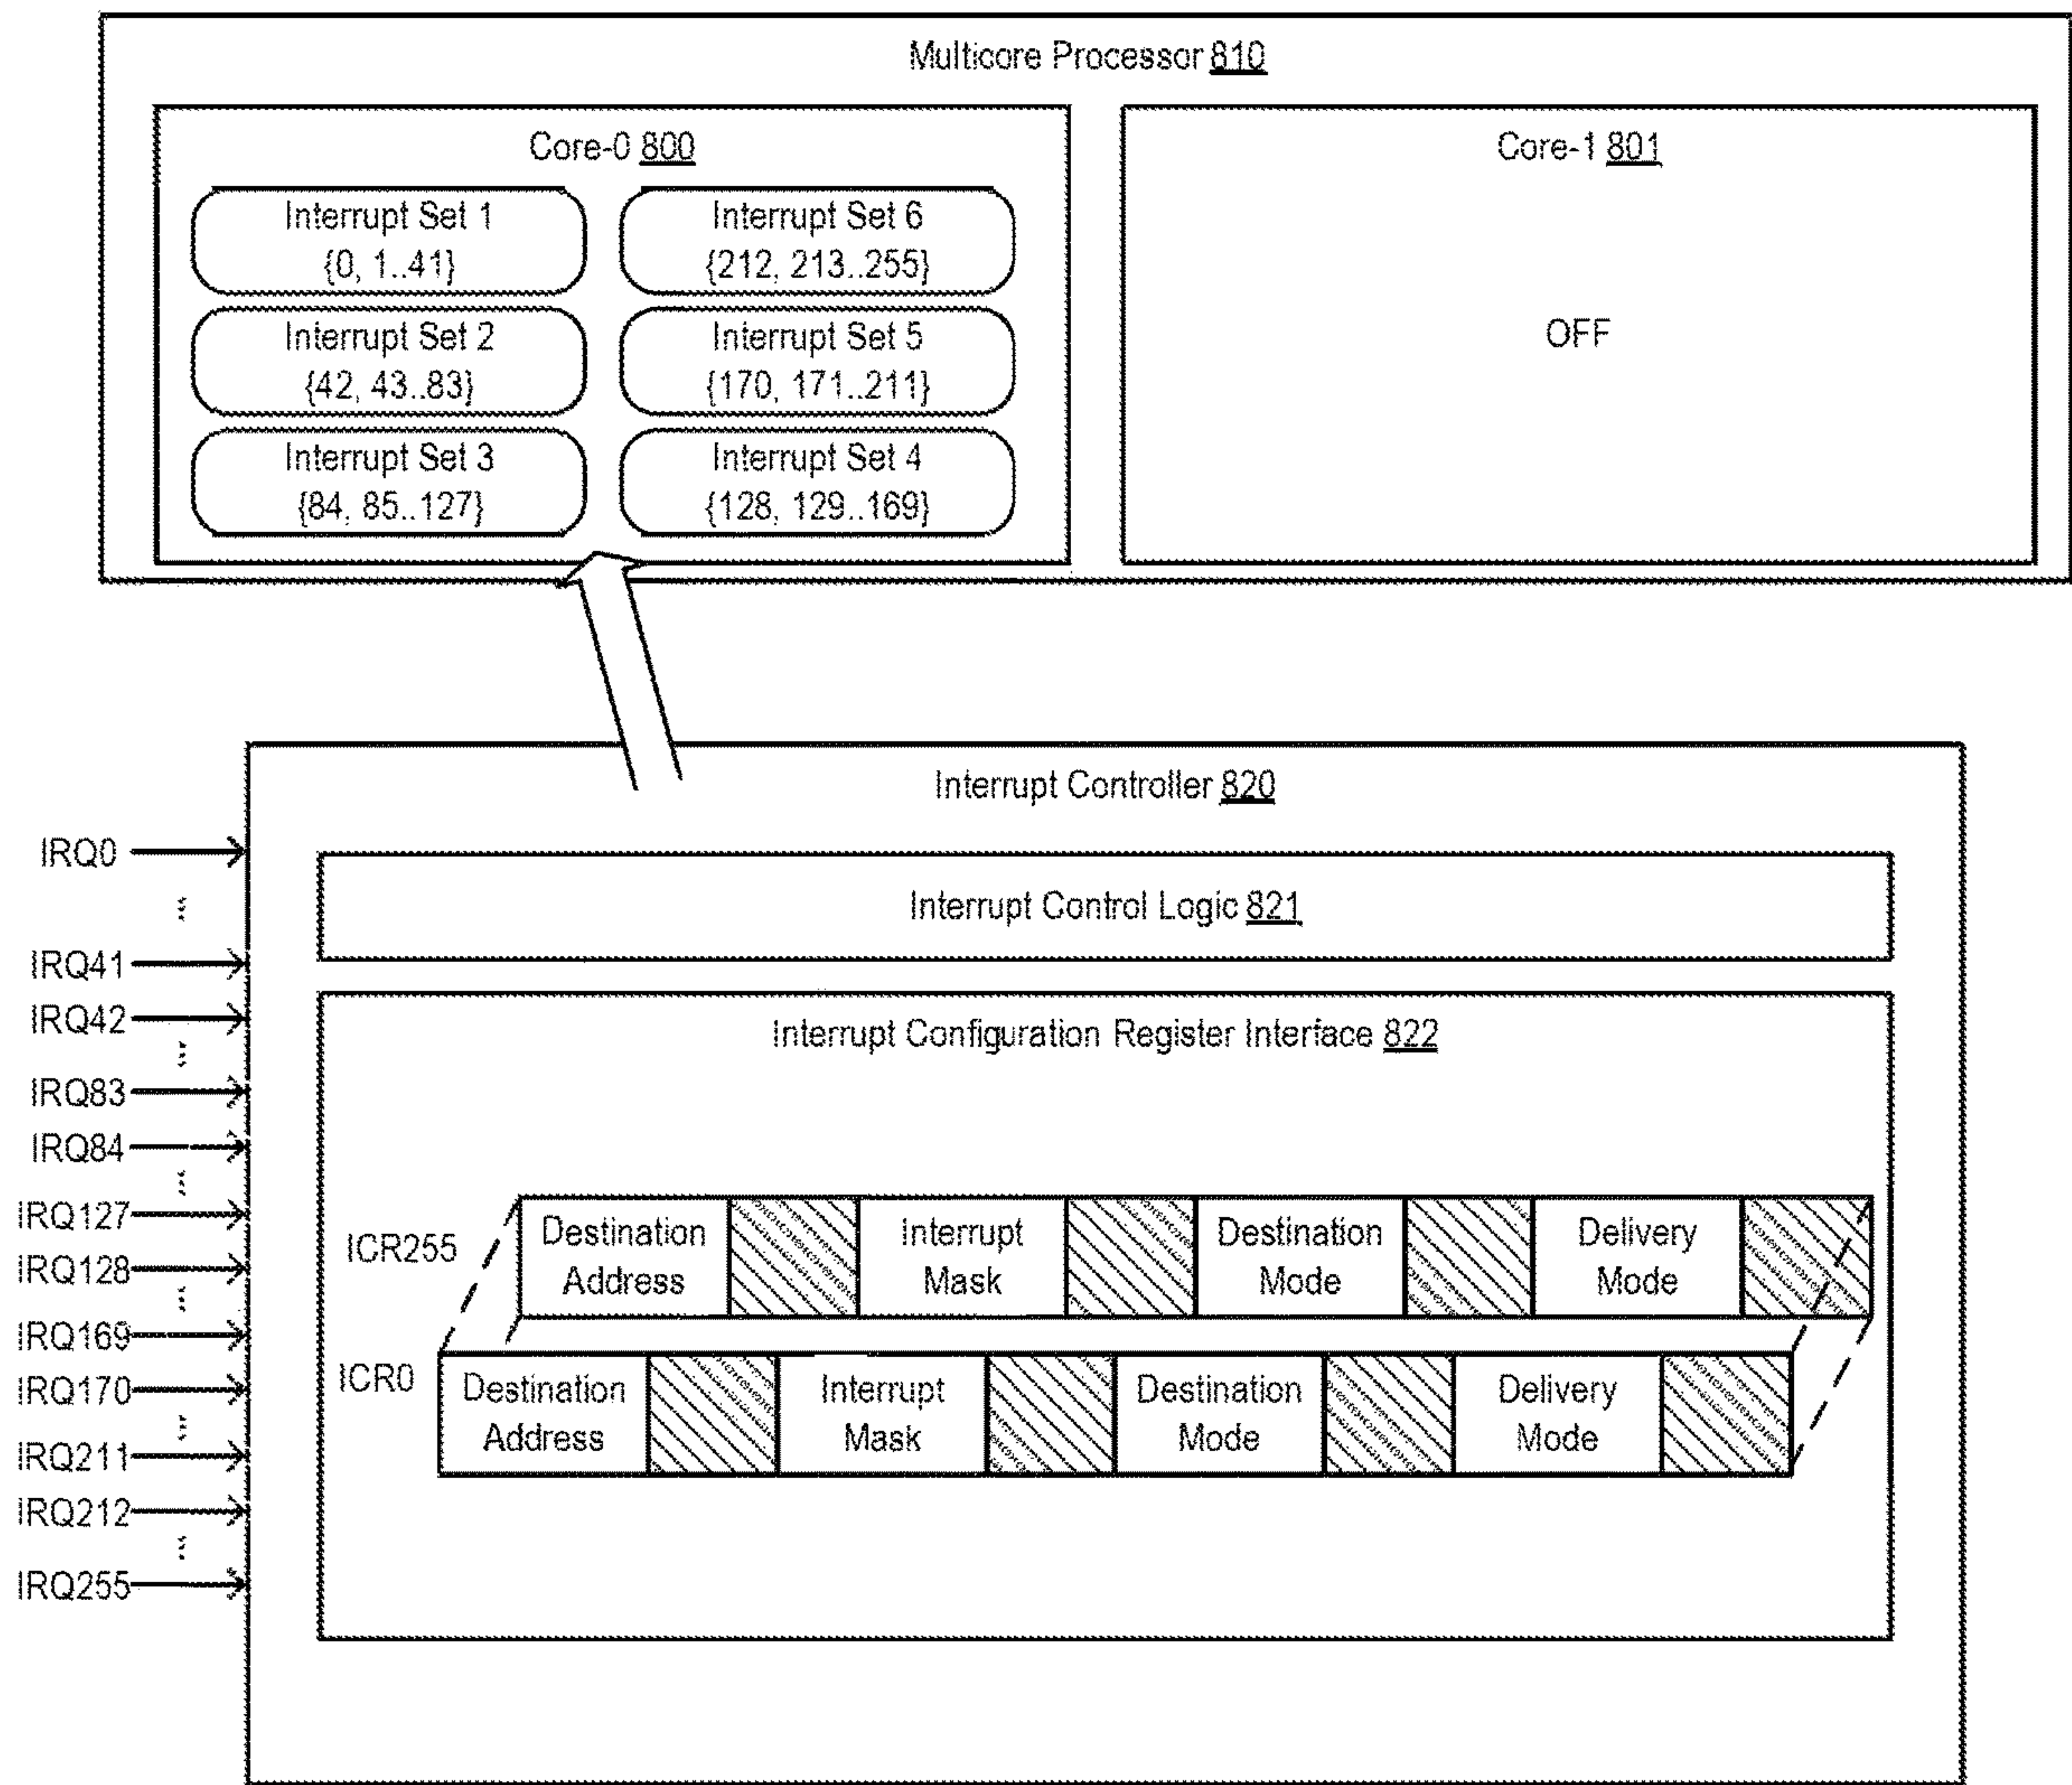 Multicore Processor 810
Core-0 800
Interrupt Set 1
{0, 1..41}
Interrupt Set 6
{212, 213..255}
Interrupt Set 2
{42, 43..83}
Interrupt Set 5
{170, 171..211}
Interrupt Set 3
{84, 85..127}
Interrupt Set 4
{128, 129..169}
Core-1 801
OFF
IRQ0
...
IRQ41
IRQ42
...
IRQ83
IRQ84
...
IRQ127
IRQ128
...
IRQ169
IRQ170
...
IRQ211
IRQ212
...
IRQ255
Interrupt Controller 820
Interrupt Control Logic 821
Interrupt Configuration Register Interface 822
ICR255
Destination
Address
Interrupt
Mask
Destination
Mode
Delivery
Mode
ICR0
Destination
Address
Interrupt
Mask
Destination
Mode
Delivery
Mode